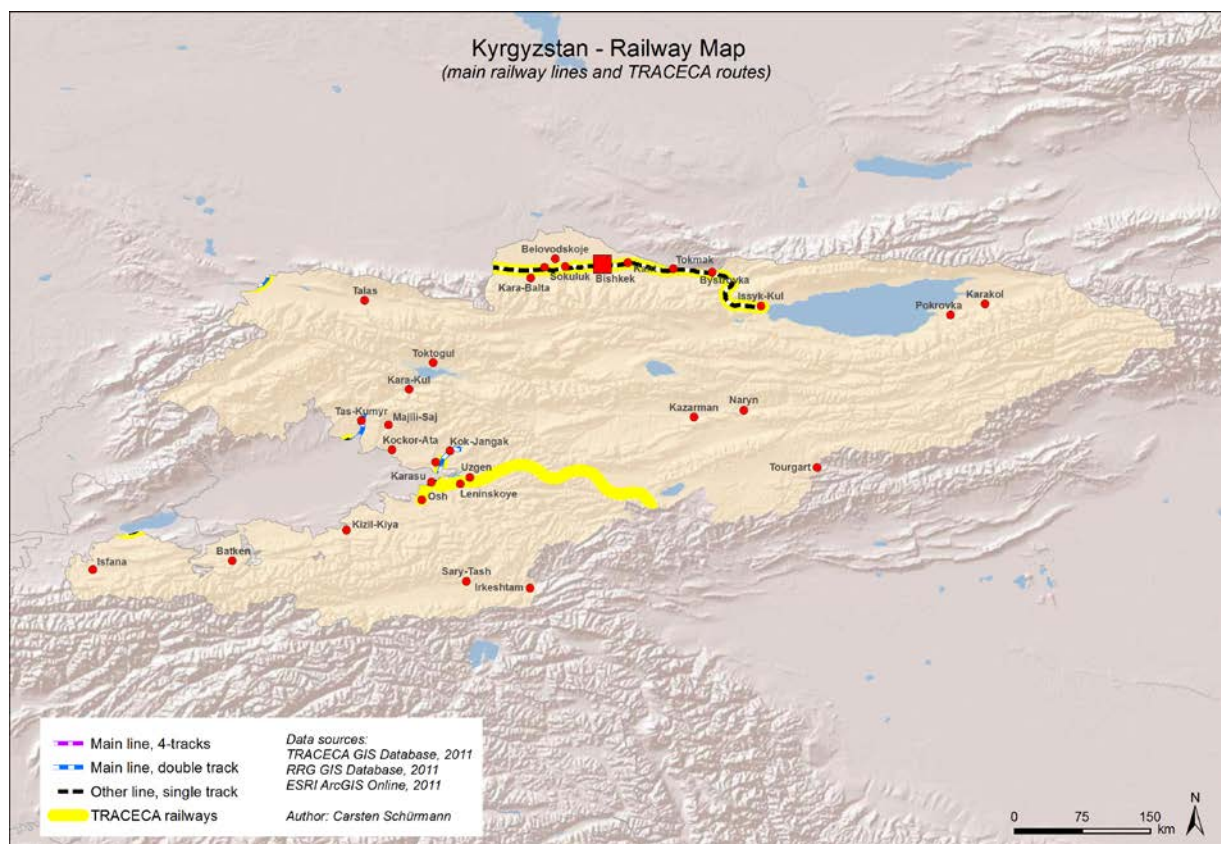 Kyrgyzstan - Railway Map
(main railway lines and TRACECA routes)
Belovodskoje
Sokuluk
Bishkek
Kant
Tokmak
Kara-Balta
Bystrovka
Issyk-Kul
Talas
Pokrovka
Karakol
Toktogul
Kara-Kul
Tas-Kumyr
Majlii-Saj
Kazarman
Naryn
Kockor-Ata
Kok-Jangak
Karasu
Uzgen
Tourgart
Osh
Leninskoye
Kizil-Kiya
Isfana
Batken
Sary-Tash
Irkeshtam
Main line, 4-tracks
Main line, double track
Other line, single track
TRACECA railways
Data sources:
TRACECA GIS Database, 2011
RRG GIS Database, 2011
ESRI ArcGIS Online, 2011
Author: Carsten Schürmann
N
0 75 150
km